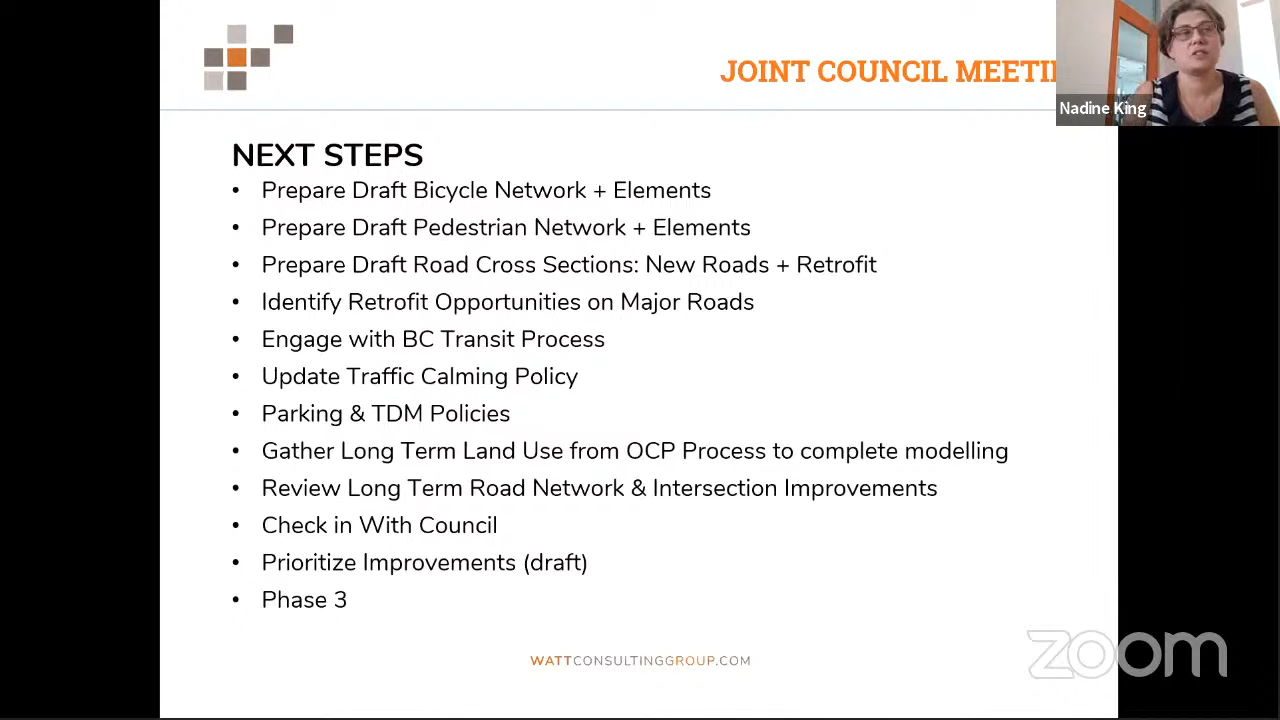 JOINT COUNCIL MEETI
Nadine King
NEXT STEPS
• Prepare Draft Bicycle Network + Elements
• Prepare Draft Pedestrian Network + Elements
• Prepare Draft Road Cross Sections: New Roads + Retrofit
• Identify Retrofit Opportunities on Major Roads
• Engage with BC Transit Process
• Update Traffic Calming Policy
• Parking & TDM Policies
• Gather Long Term Land Use from OCP Process to complete modelling
• Review Long Term Road Network & Intersection Improvements
• Check in With Council
• Prioritize Improvements (draft)
• Phase 3
WATTCONSULTINGGROUP.COM
zoom